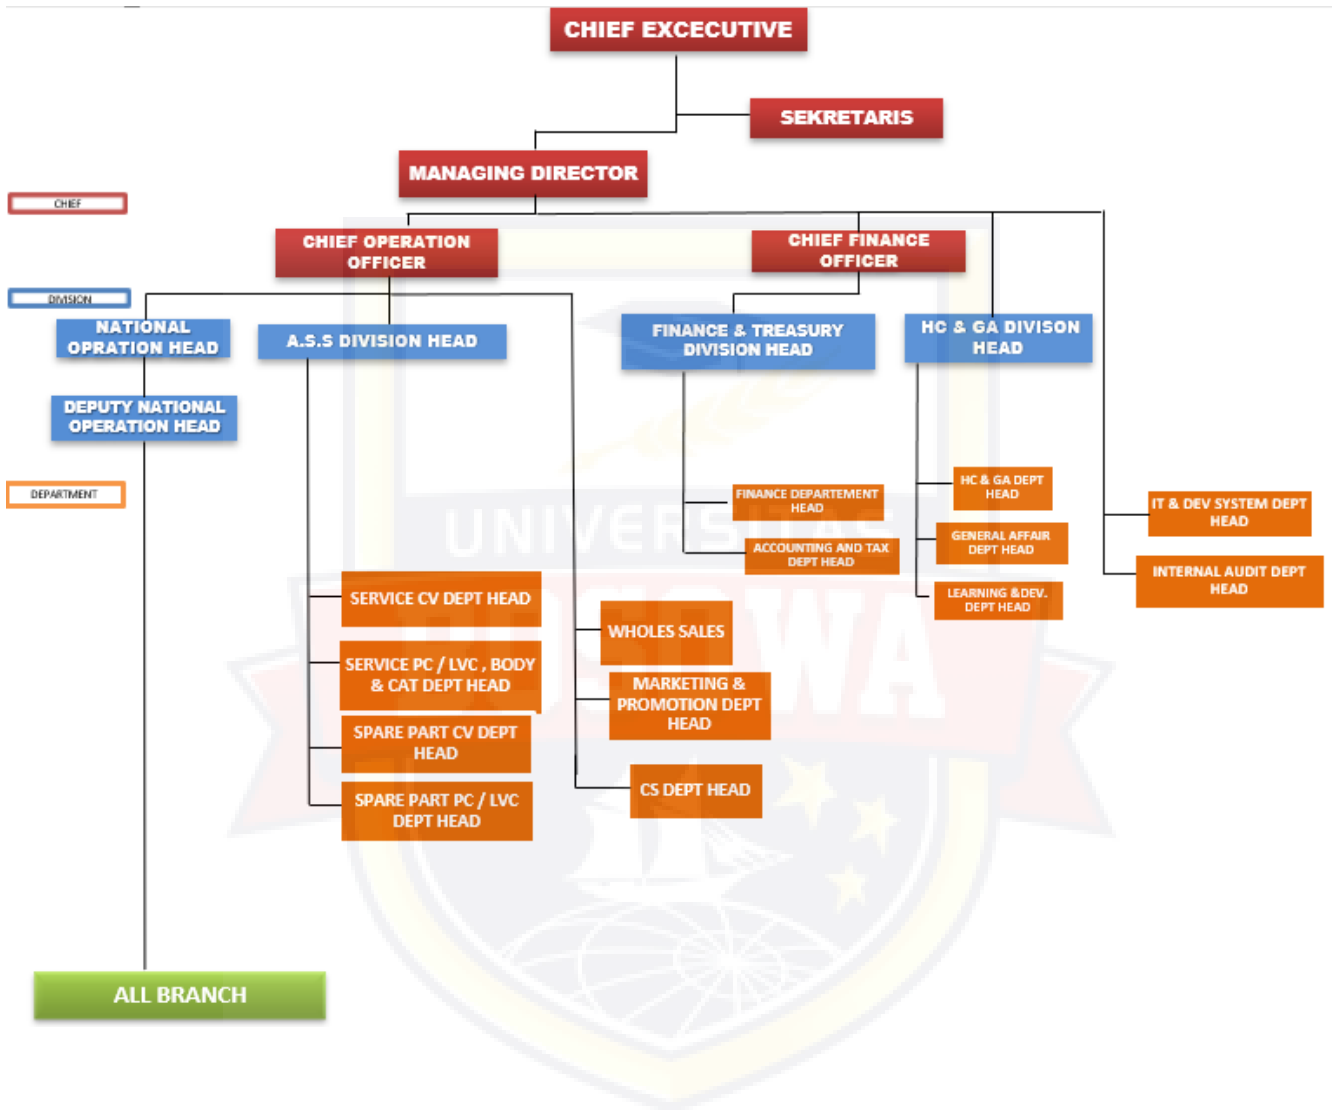 CHIEF EXCECUTIVE
SEKRETARIS
MANAGING DIRECTOR
CHIEF
CHIEF OPERATION
OFFICER
CHIEF FINANCE
OFFICER
DIVISION
NATIONAL
OPRATION HEAD
A.S.S DIVISION HEAD
FINANCE & TREASURY
DIVISION HEAD
HC & GA DIVISON
HEAD
DEPUTY NATIONAL
OPERATION HEAD
DEPARTMENT
FINANCE DEPARTEMENT
HEAD
ACCOUNTING AND TAX
DEPT HEAD
HC & GA DEPT
HEAD
GENERAL AFFAIR
DEPT HEAD
LEARNING &DEV.
DEPT HEAD
IT & DEV SYSTEM DEPT
HEAD
INTERNAL AUDIT DEPT
HEAD
SERVICE CV DEPT HEAD
SERVICE PC / LVC , BODY
& CAT DEPT HEAD
SPARE PART CV DEPT
HEAD
SPARE PART PC / LVC
DEPT HEAD
WHOLES SALES
MARKETING &
PROMOTION DEPT
HEAD
CS DEPT HEAD
ALL BRANCH
UNIVERSITAS
BOSOWA